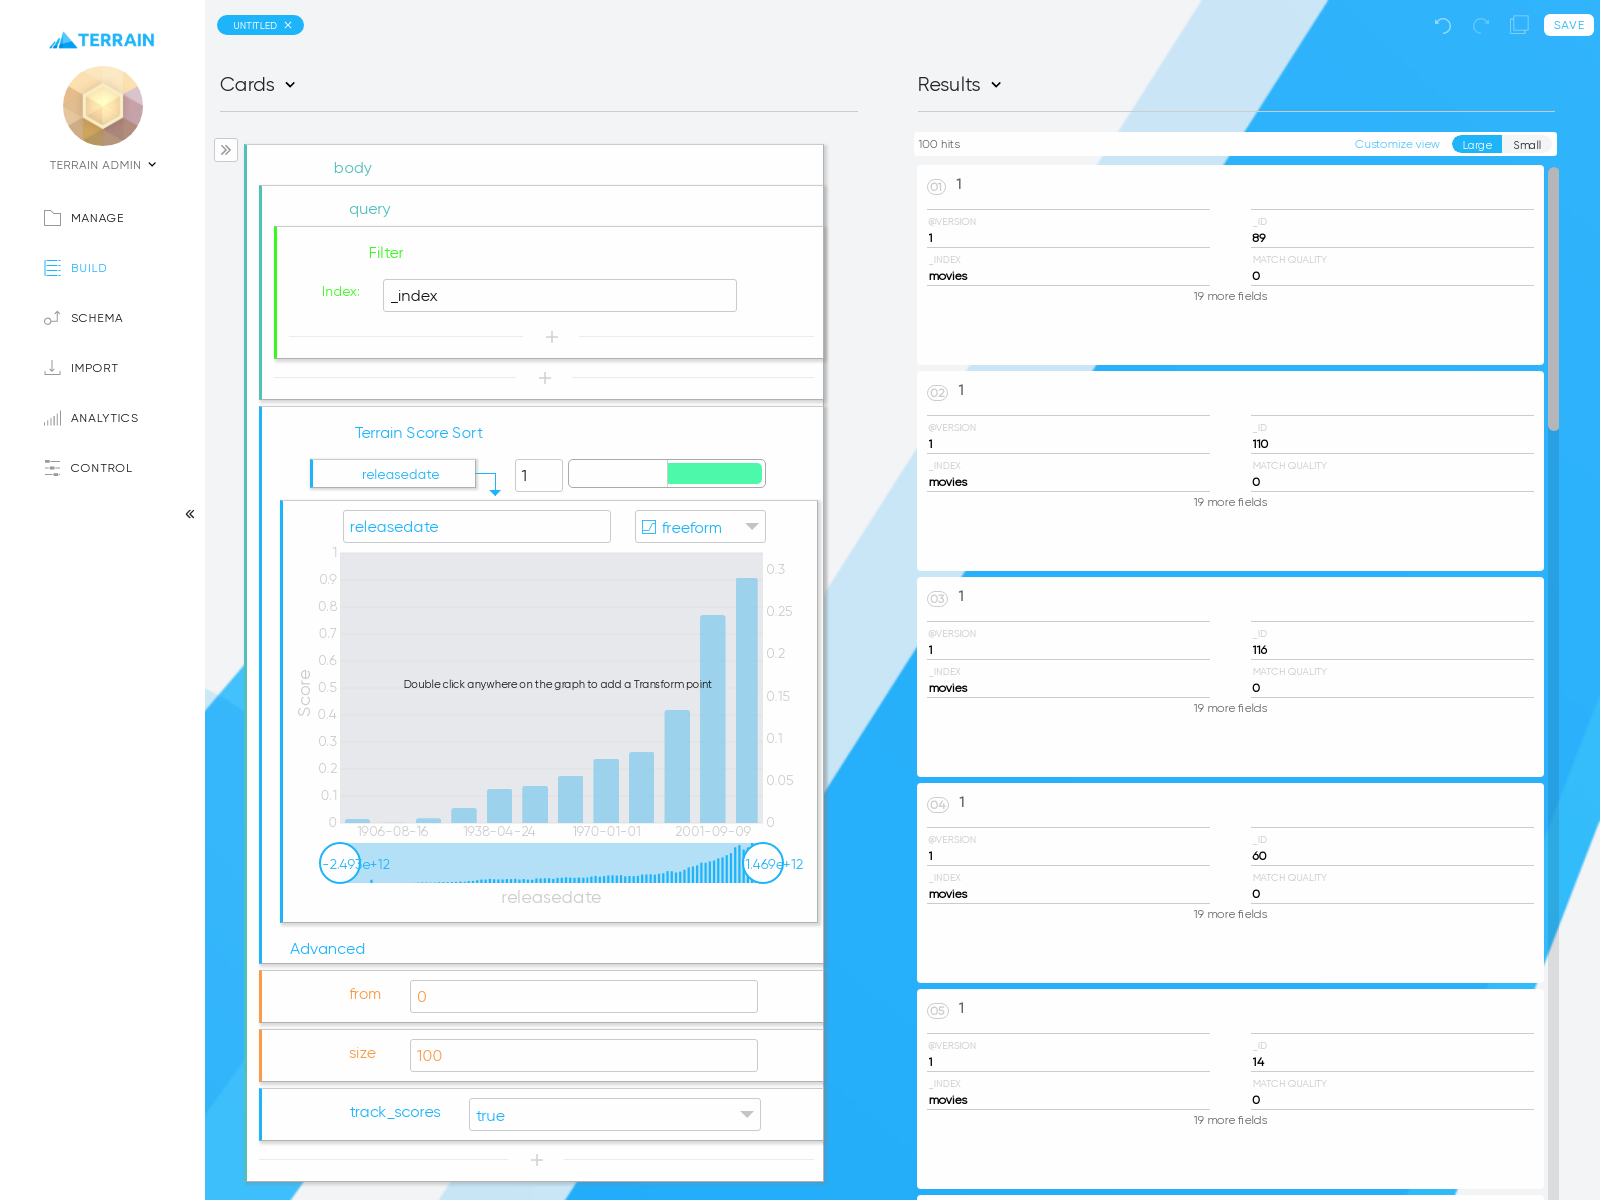 TERRAIN
TERRAIN ADMIN
MANAGE
BUILD
SCHEMA
IMPORT
ANALYTICS
CONTROL
UNTITLED
SAVE
Cards
body
query
Filter
Index:
_index
Terrain Score Sort
releasedate
1
releasedate
freeform
Score
1
0.9
0.8
0.7
0.6
0.5
0.4
0.3
0.2
0.1
0
Double click anywhere on the graph to add a Transform point
0.3
0.25
0.2
0.15
0.1
0.05
0
1906-08-16 1938-04-24 1970-01-01 2001-09-09
-2.493e+12 1.469e+12
releasedate
Advanced
from 0
size 100
track_scores true
Results
100 hits Customize view Large Small
01 1
@VERSION _ID
1 89
_INDEX MATCH QUALITY
movies 0
19 more fields
02 1
@VERSION _ID
1 110
_INDEX MATCH QUALITY
movies 0
19 more fields
03 1
@VERSION _ID
1 116
_INDEX MATCH QUALITY
movies 0
19 more fields
04 1
@VERSION _ID
1 60
_INDEX MATCH QUALITY
movies 0
19 more fields
05 1
@VERSION _ID
1 14
_INDEX MATCH QUALITY
movies 0
19 more fields